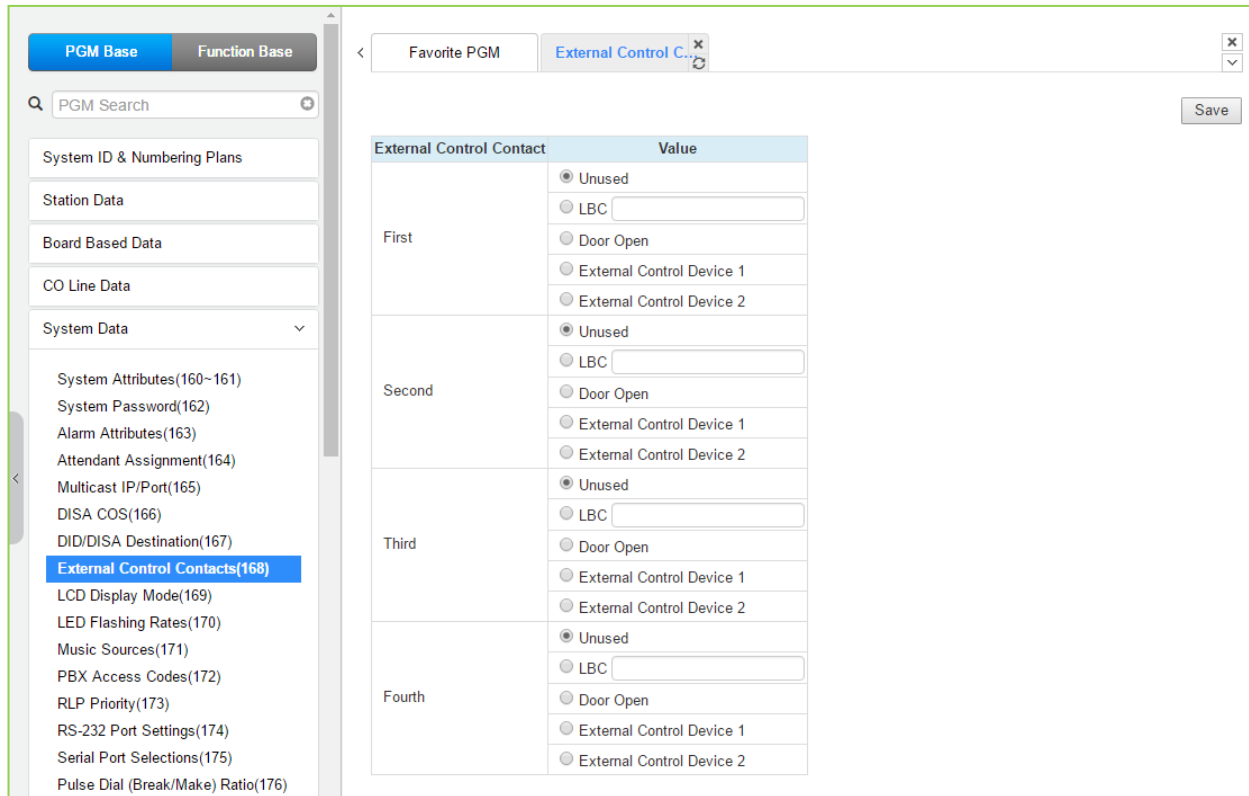 PGM Base
Function Base
PGM Search
System ID & Numbering Plans
Station Data
Board Based Data
CO Line Data
System Data
System Attributes(160~161)
System Password(162)
Alarm Attributes(163)
Attendant Assignment(164)
Multicast IP/Port(165)
DISA COS(166)
DID/DISA Destination(167)
External Control Contacts(168)
LCD Display Mode(169)
LED Flashing Rates(170)
Music Sources(171)
PBX Access Codes(172)
RLP Priority(173)
RS-232 Port Settings(174)
Serial Port Selections(175)
Pulse Dial (Break/Make) Ratio(176)
Favorite PGM
External Control C...
Save
External Control Contact Value
First
Unused
LBC
Door Open
External Control Device 1
External Control Device 2
Second
Unused
LBC
Door Open
External Control Device 1
External Control Device 2
Third
Unused
LBC
Door Open
External Control Device 1
External Control Device 2
Fourth
Unused
LBC
Door Open
External Control Device 1
External Control Device 2